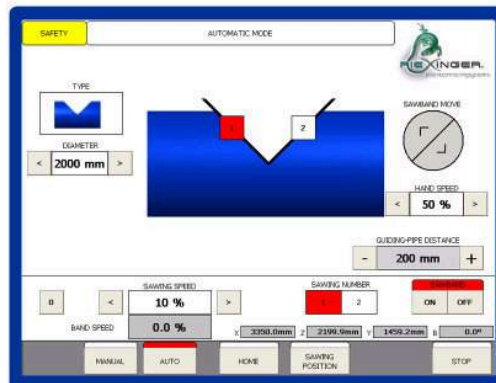 SAFETY
AUTOMATIC MODE
RIEXINGER
TYPE
1
2
SAWBAND MOVE
DIAMETER
< 2000 mm >
HAND SPEED
< 50 % >
GUIDING-PIPE DISTANCE
- 200 mm +
SAWING SPEED
0 < 10 % >
SAWING NUMBER
1 2
SAWBAND
ON OFF
BAND SPEED 0.0 %
X 3350.0mm Z 2199.9mm Y 1459.2mm B 0.0°
MANUAL AUTO HOME SAWING POSITION STOP